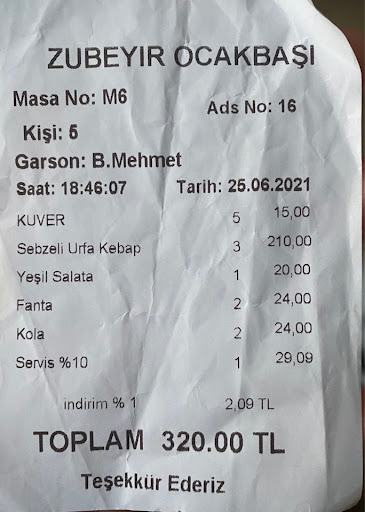 ZUBEYIR OCAKBAŞI
Masa No: M6
Ads No: 16
Kişi: 5
Garson: B.Mehmet
Saat: 18:46:07 Tarih: 25.06.2021
KUVER 5 15,00
Sebzeli Urfa Kebap 3 210,00
Yeşil Salata 1 20,00
Fanta 2 24,00
Kola 2 24,00
Servis %10 1 29,09
indirim % 1 2,09 TL
TOPLAM 320.00 TL
Teşekkür Ederiz